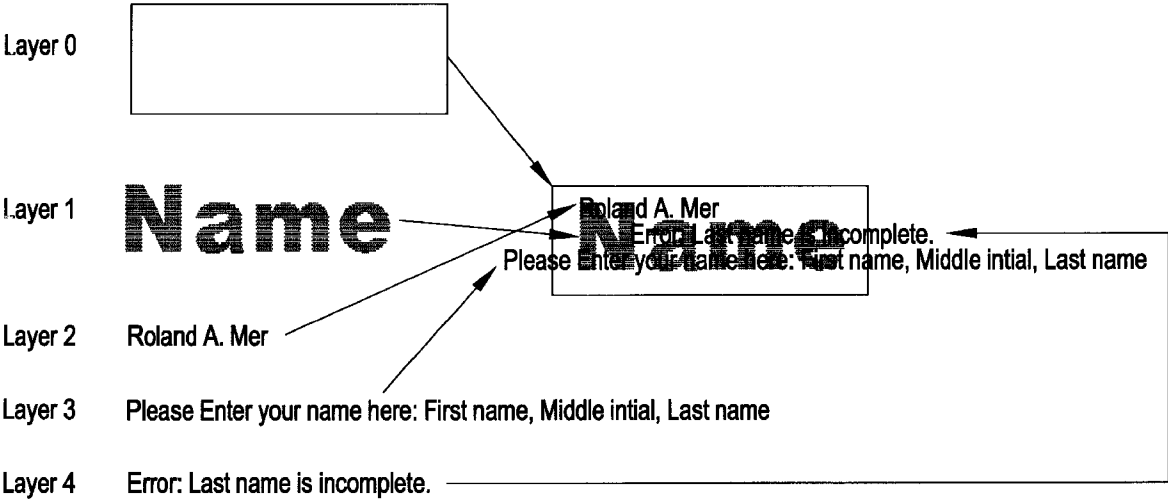 Layer 0
Layer 1 Name
Roland A. Mer
Name
Error: Last name is incomplete.
Please Enter your name here: First name, Middle intial, Last name
Layer 2 Roland A. Mer
Layer 3 Please Enter your name here: First name, Middle intial, Last name
Layer 4 Error: Last name is incomplete.